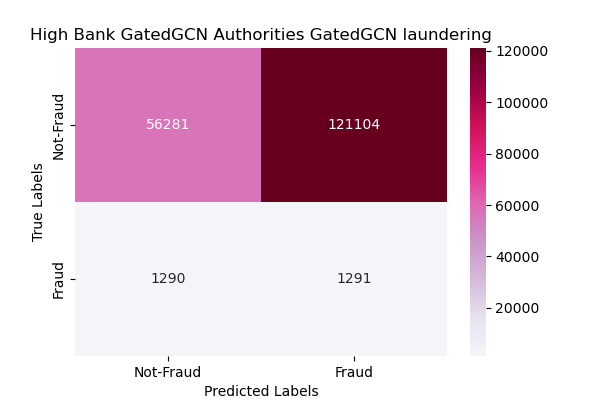 High Bank GatedGCN Authorities GatedGCN laundering
True Labels
Not-Fraud
56281
121104
Fraud
1290
1291
Not-Fraud
Fraud
Predicted Labels
120000
100000
80000
60000
40000
20000